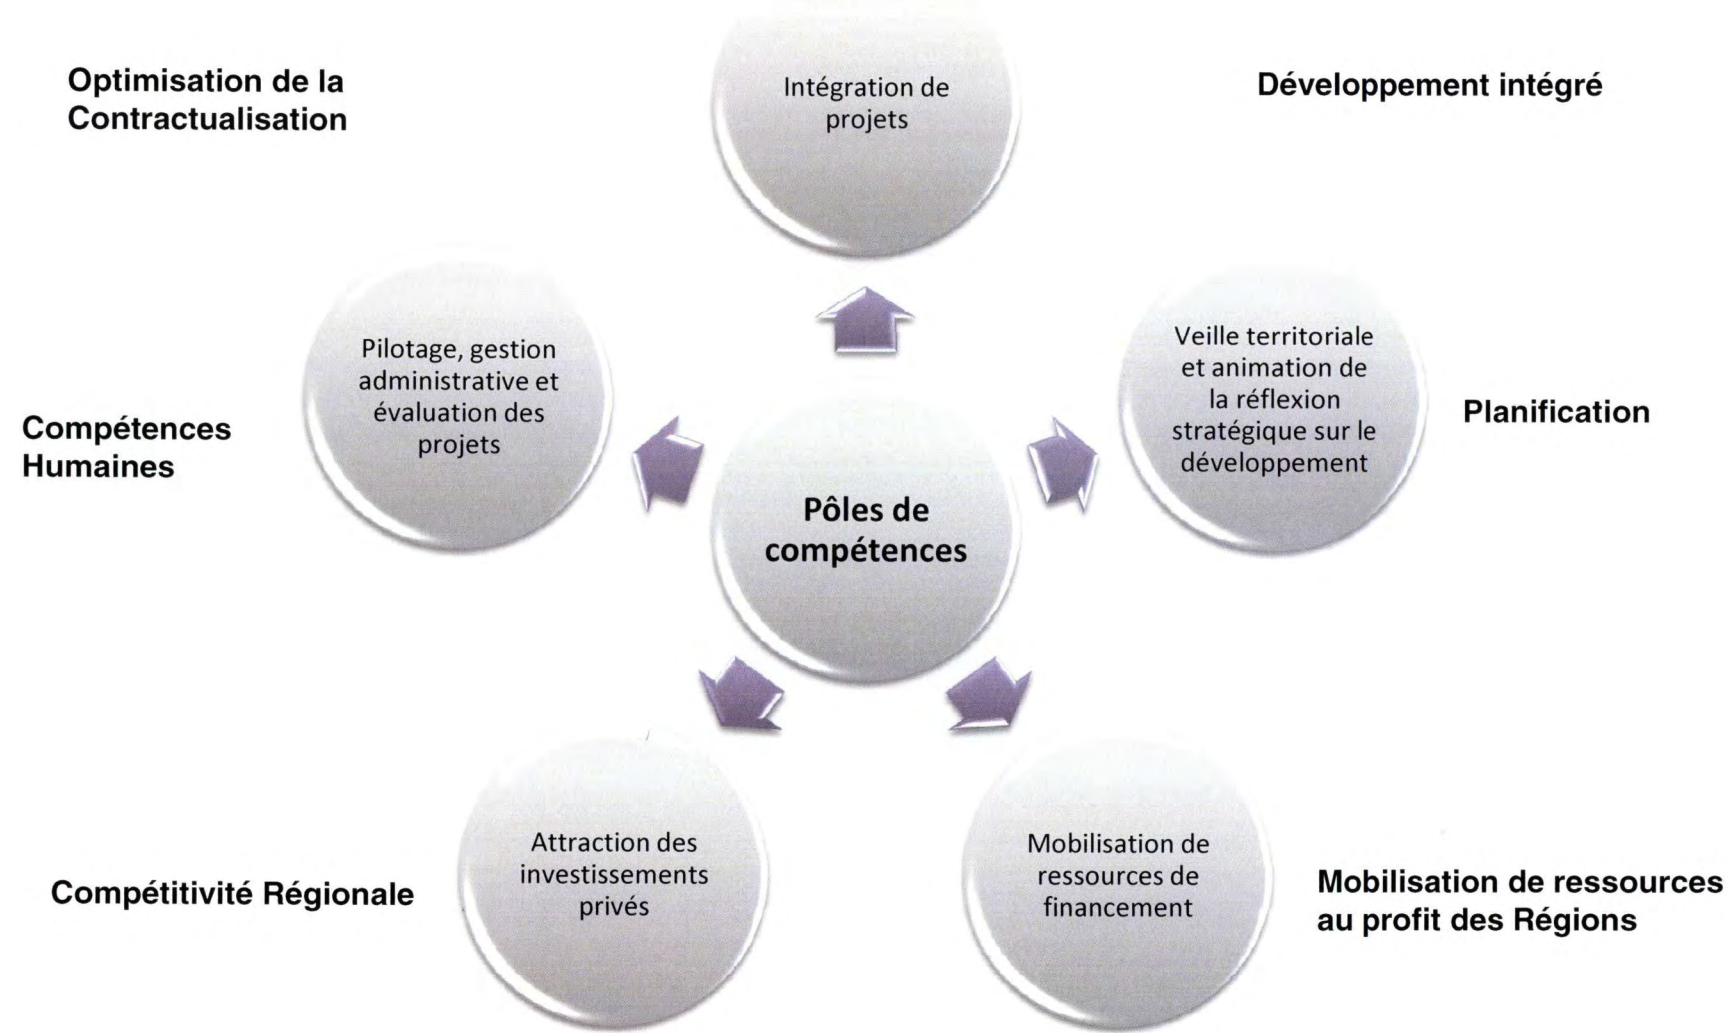 Optimisation de la
Contractualisation
Intégration de
projets
Développement intégré
Pilotage, gestion
administrative et
évaluation des
projets
Compétences
Humaines
Veille territoriale
et animation de
la réflexion
stratégique sur le
développement
Planification
Pôles de
compétences
Attraction des
investissements
privés
Compétitivité Régionale
Mobilisation de
ressources de
financement
Mobilisation de ressources
au profit des Régions